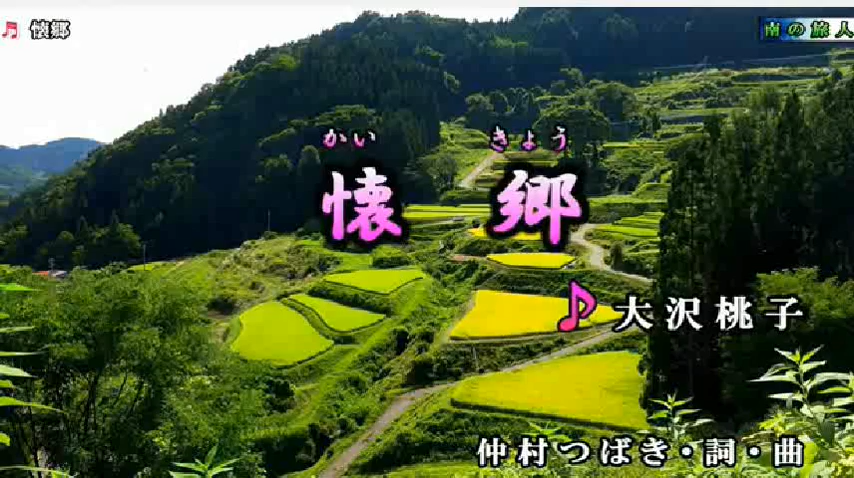 ♬ 懐郷
南の旅人
かい きょう
懐 郷
♪ 大沢桃子
仲村つばき・詞・曲